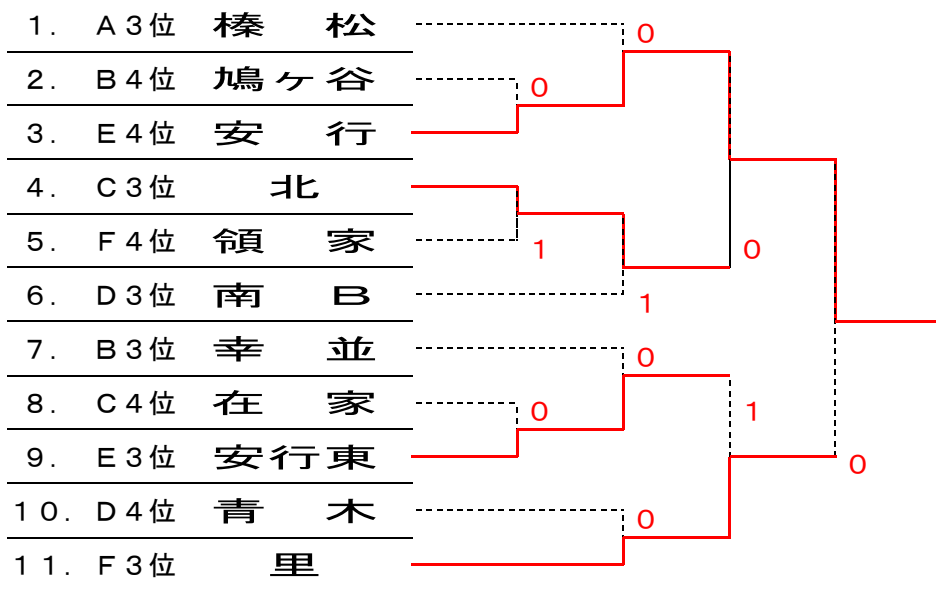 １. Ａ３位 榛松 0
２. Ｂ４位 鳩ヶ谷 0
３. Ｅ４位 安行
４. Ｃ３位 北
５. Ｆ４位 領家 1 0
６. Ｄ３位 南Ｂ 1
７. Ｂ３位 幸並 0
８. Ｃ４位 在家 0 1
９. Ｅ３位 安行東 0
１０. Ｄ４位 青木 0
１１. Ｆ３位 里